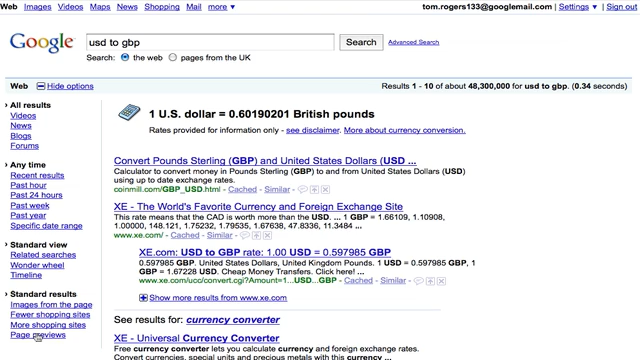 Web Images Videos Maps News Shopping Mail more ▼ tom.rogers133@googlemail.com | Settings ▼ | Sign out
Google usd to gbp Search Advanced Search
Search: the web pages from the UK
Web Hide options Results 1 - 10 of about 48,300,000 for usd to gbp. (0.34 seconds)
› All results
Videos
News
Blogs
Forums
› Any time
Recent results
Past hour
Past 24 hours
Past week
Past year
Specific date range
› Standard view
Related searches
Wonder wheel
Timeline
› Standard results
Images from the page
Fewer shopping sites
More shopping sites
Page previews
1 U.S. dollar = 0.60190201 British pounds
Rates provided for information only - see disclaimer. More about currency conversion.
Convert Pounds Sterling (GBP) and United States Dollars (USD ...
Calculator to convert money in Pounds Sterling (GBP) to and from United States Dollars (USD)
using up to date exchange rates.
coinmill.com/GBP_USD.html - Cached - Similar -
XE - The World's Favorite Currency and Foreign Exchange Site
This rate means that the CAD is worth more than the USD. ... 1 GBP = 1.66109, 1.10908,
1.00000, 148.121, 1.75232, 1.79535, 1.67638, 47.8336, 11.3484 ...
www.xe.com/ - Cached - Similar -
XE.com: USD to GBP rate: 1.00 USD = 0.597985 GBP
0.597985 GBP. United States Dollars, United Kingdom Pounds. 1 USD = 0.597985 GBP, 1
GBP = 1.67228 USD. Cheap Money Transfers. Click here! ...
www.xe.com/ucc/convert.cgi?Amount=1...USD...GBP - Cached - Similar -
Show more results from www.xe.com
See results for: currency converter
XE - Universal Currency Converter
Free currency converter lets you calculate currency and foreign exchange rates.
Convert currencies, special units and precious metals with this currency ...